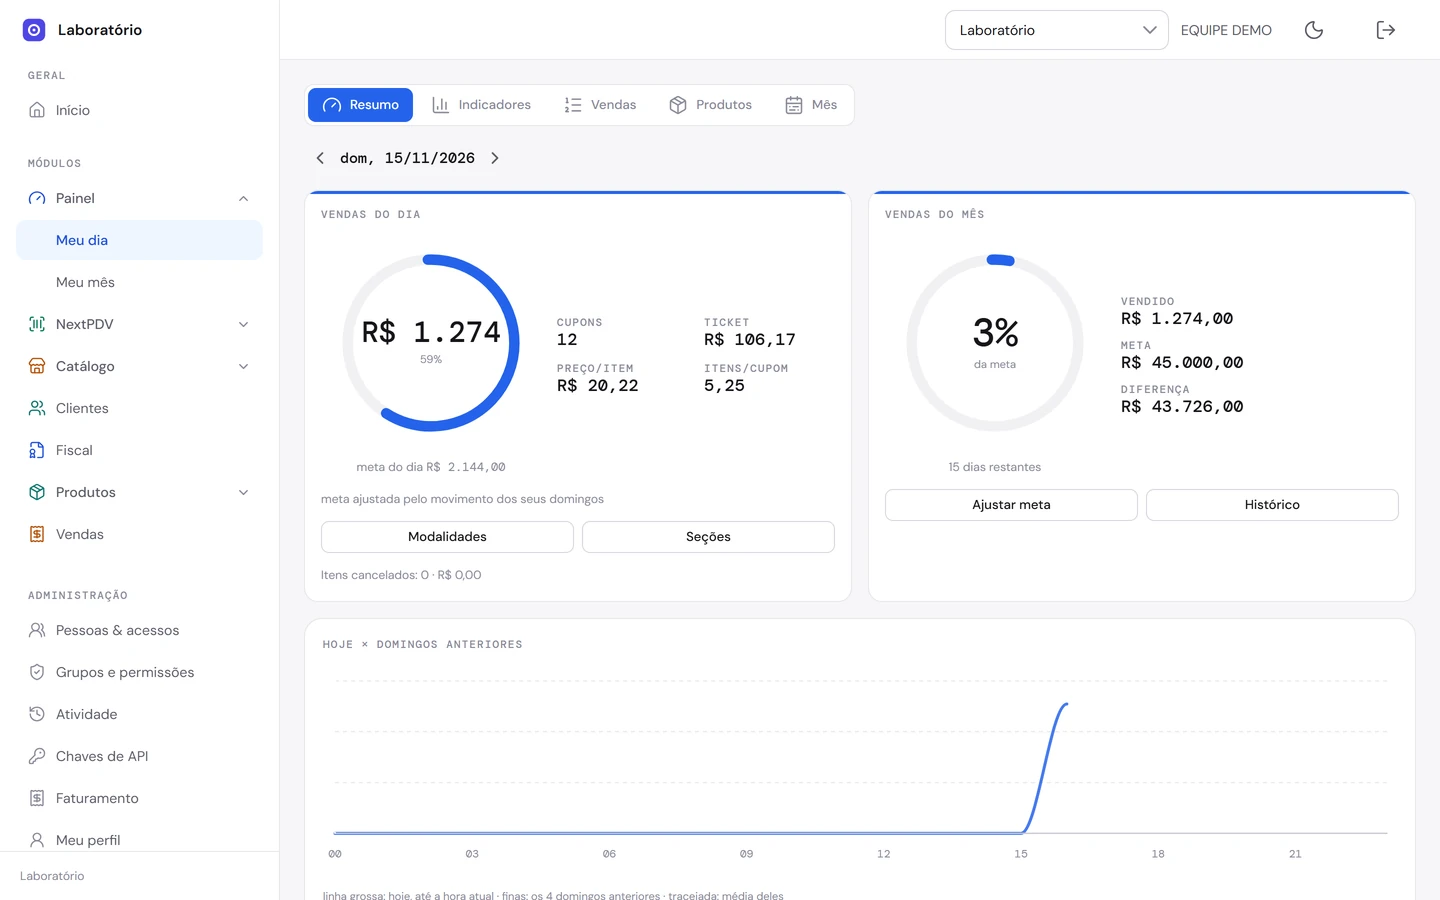 Laboratório
Laboratório
EQUIPE DEMO
GERAL
Início
MÓDULOS
Painel
Meu dia
Meu mês
NextPDV
Catálogo
Clientes
Fiscal
Produtos
Vendas
ADMINISTRAÇÃO
Pessoas & acessos
Grupos e permissões
Atividade
Chaves de API
Faturamento
Meu perfil
Laboratório
Resumo
Indicadores
Vendas
Produtos
Mês
dom, 15/11/2026
VENDAS DO DIA
R$ 1.274
59%
CUPONS
12
TICKET
R$ 106,17
PREÇO/ITEM
R$ 20,22
ITENS/CUPOM
5,25
meta do dia R$ 2.144,00
meta ajustada pelo movimento dos seus domingos
Modalidades
Seções
Itens cancelados: 0 · R$ 0,00
VENDAS DO MÊS
3%
da meta
VENDIDO
R$ 1.274,00
META
R$ 45.000,00
DIFERENÇA
R$ 43.726,00
15 dias restantes
Ajustar meta
Histórico
HOJE × DOMINGOS ANTERIORES
00 03 06 09 12 15 18 21
linha grossa: hoje, até a hora atual · finas: os 4 domingos anteriores · tracejada: média deles